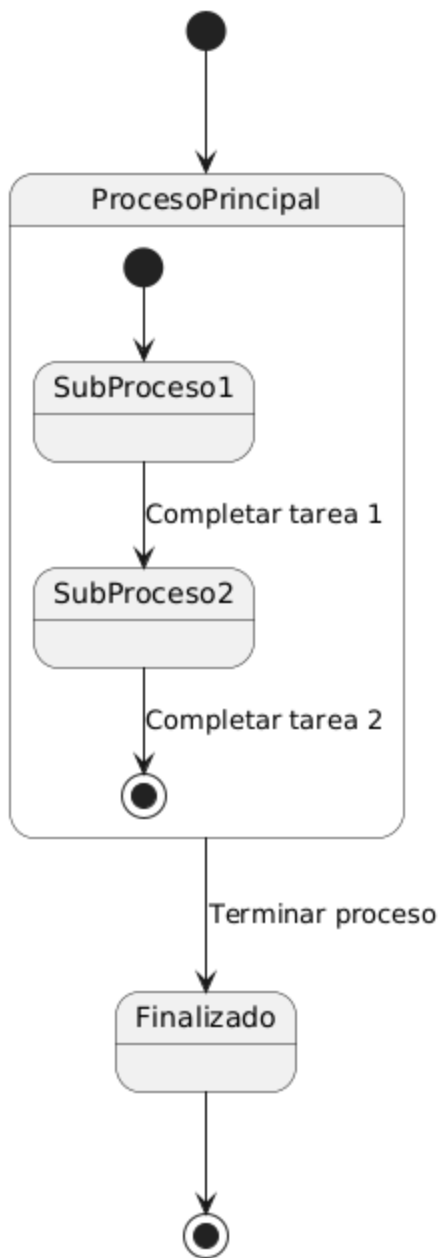 ProcesoPrincipal
SubProceso1
Completar tarea 1
SubProceso2
Completar tarea 2
Terminar proceso
Finalizado